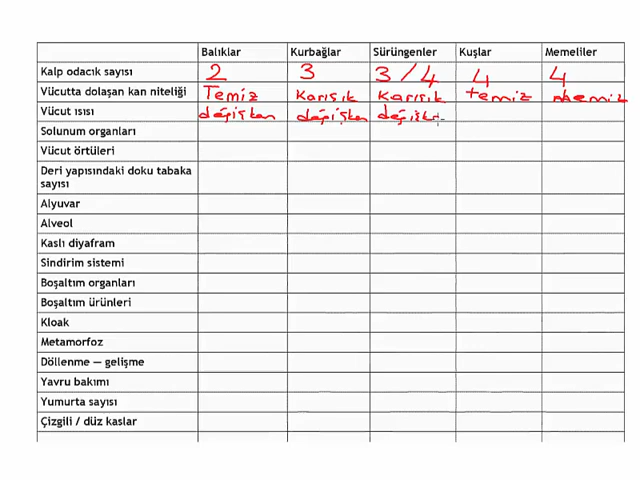 Balıklar Kurbağlar Sürüngenler Kuşlar Memeliler
Kalp odacık sayısı 2 3 3/4 4 4
Vücutta dolaşan kan niteliği Temiz Karışık Karışık temiz temiz
Vücut ısısı değişken değişken değişk
Solunum organları
Vücut örtüleri
Deri yapısındaki doku tabaka
sayısı
Alyuvar
Alveol
Kaslı diyafram
Sindirim sistemi
Boşaltım organları
Boşaltım ürünleri
Kloak
Metamorfoz
Döllenme — gelişme
Yavru bakımı
Yumurta sayısı
Çizgili / düz kaslar